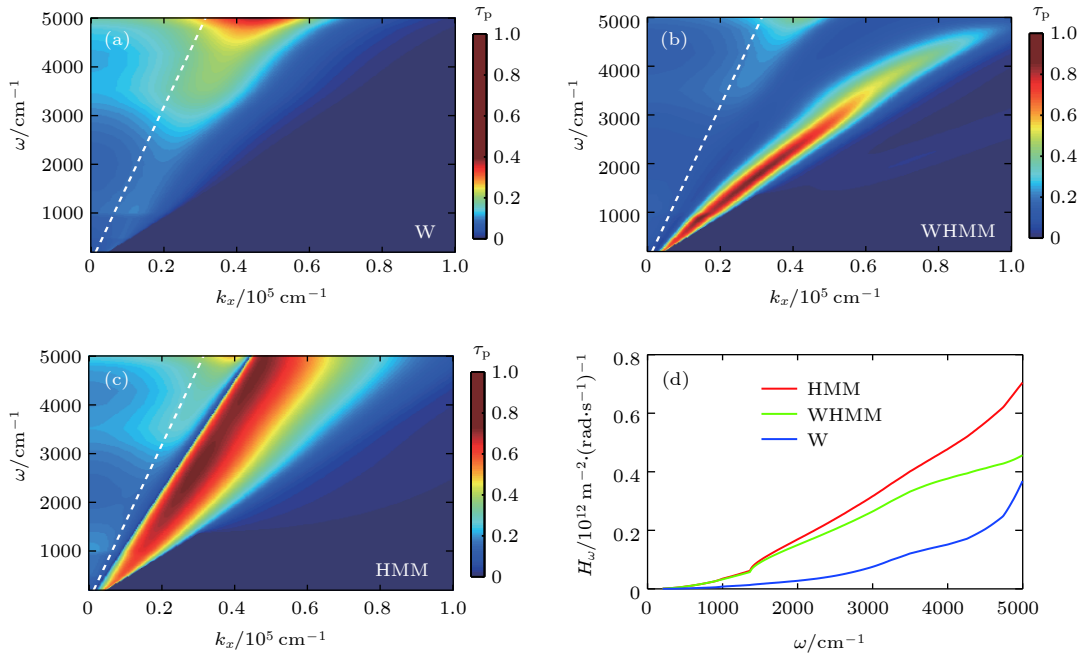 τp
(a)
1.0
5000
0.8
4000
0.6
3000
ω/cm−1
0.4
2000
0.2
1000
W
0
0 0.2 0.4 0.6 0.8 1.0
kx/10⁵ cm−1
τp
(b)
1.0
5000
0.8
4000
0.6
3000
ω/cm−1
0.4
2000
0.2
1000
WHMM
0
0 0.2 0.4 0.6 0.8 1.0
kx/10⁵ cm−1
τp
(c)
1.0
5000
0.8
4000
0.6
3000
ω/cm−1
0.4
2000
0.2
1000
HMM
0
0 0.2 0.4 0.6 0.8 1.0
kx/10⁵ cm−1
0.8
(d)
HMM
0.6
WHMM
W
0.4
Hω/10¹² m−2·(rad·s−1)−1
0.2
0
1000 2000 3000 4000 5000
ω/cm−1